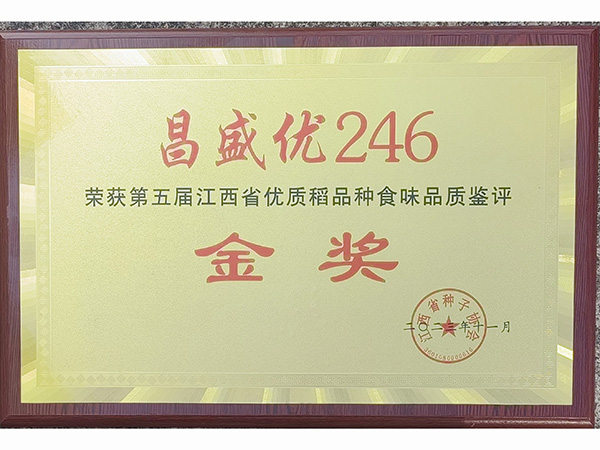 昌盛优246
荣获第五届江西省优质稻品种食味品质鉴评
金奖
江西省种子协会
二〇二三年十一月